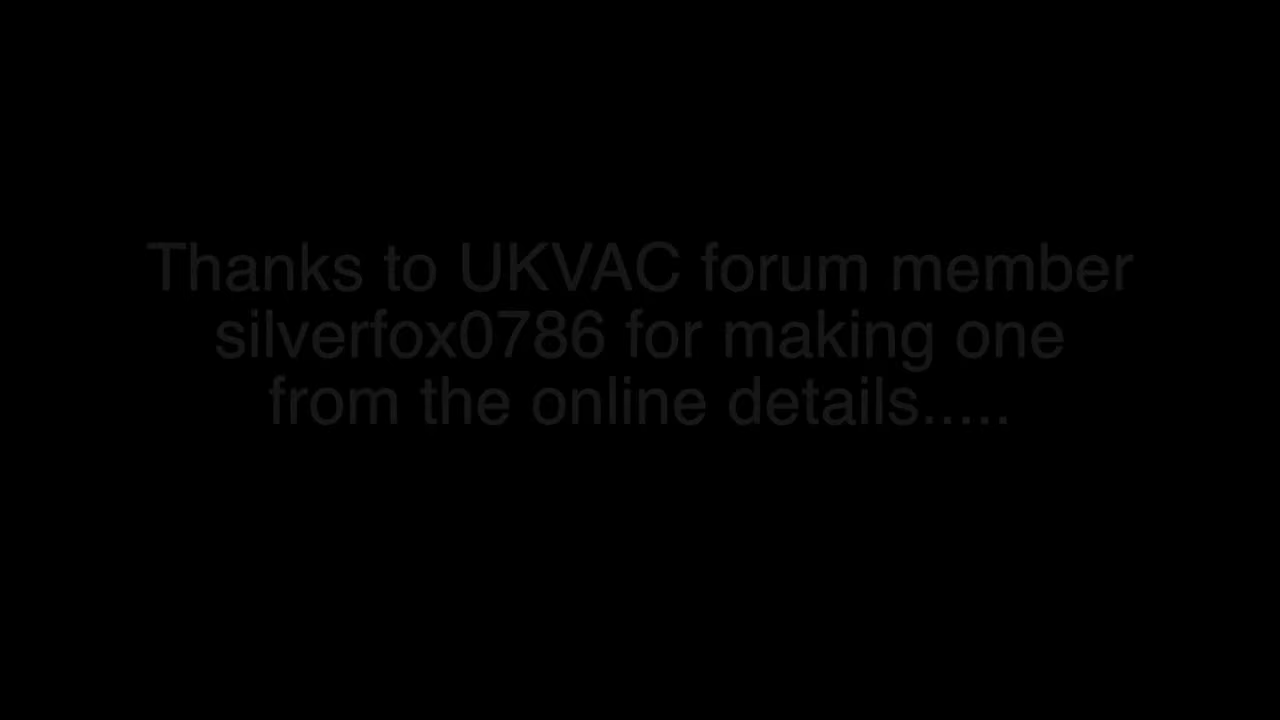 Thanks to UKVAC forum member
silverfox0786 for making one
from the online details.....